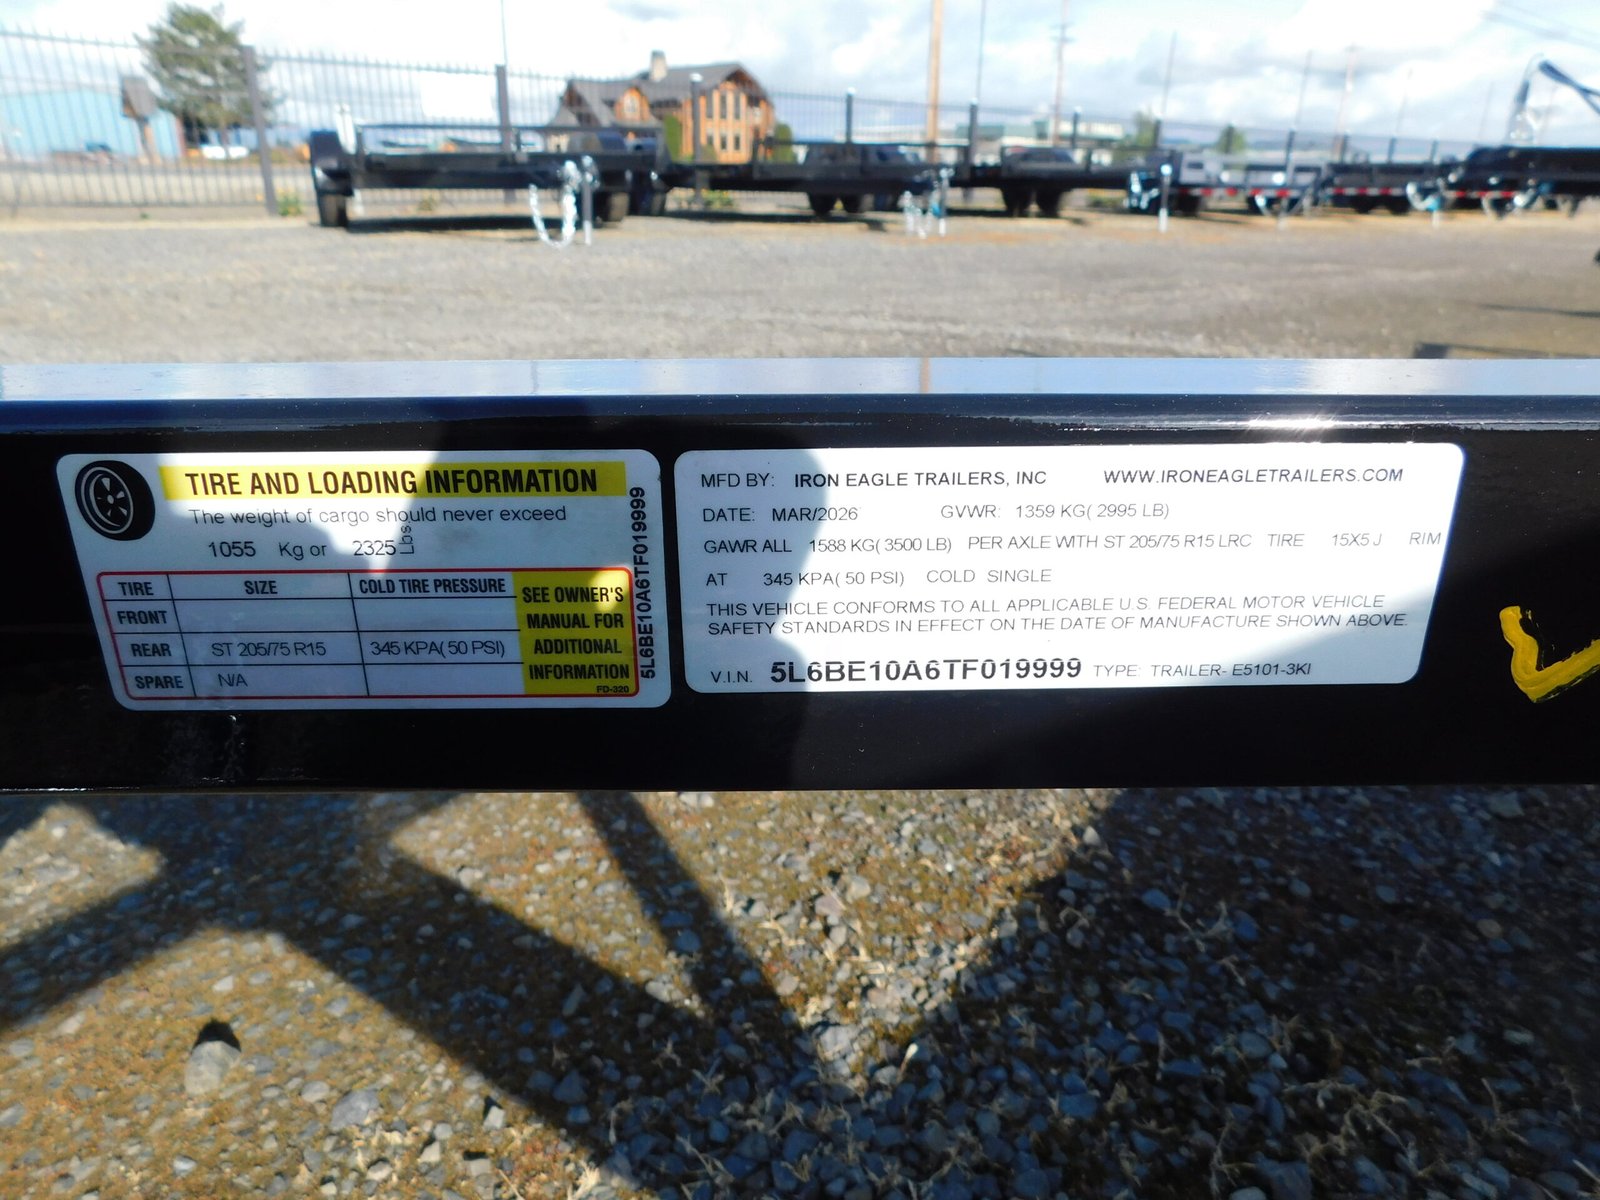 TIRE AND LOADING INFORMATION
The weight of cargo should never exceed
1055 Kg or 2325 Lbs.
TIRE SIZE COLD TIRE PRESSURE
FRONT
REAR ST 205/75 R15 345 KPA( 50 PSI)
SPARE N/A
SEE OWNER'S
MANUAL FOR
ADDITIONAL
INFORMATION
FD-320
5L6BE10A6TF019999
MFD BY: IRON EAGLE TRAILERS, INC WWW.IRONEAGLETRAILERS.COM
DATE: MAR/2026 GVWR: 1359 KG( 2995 LB)
GAWR ALL 1588 KG( 3500 LB) PER AXLE WITH ST 205/75 R15 LRC TIRE 15X5 J RIM
AT 345 KPA( 50 PSI) COLD SINGLE
THIS VEHICLE CONFORMS TO ALL APPLICABLE U.S. FEDERAL MOTOR VEHICLE
SAFETY STANDARDS IN EFFECT ON THE DATE OF MANUFACTURE SHOWN ABOVE.
V.I.N. 5L6BE10A6TF019999 TYPE: TRAILER- E5101-3KI